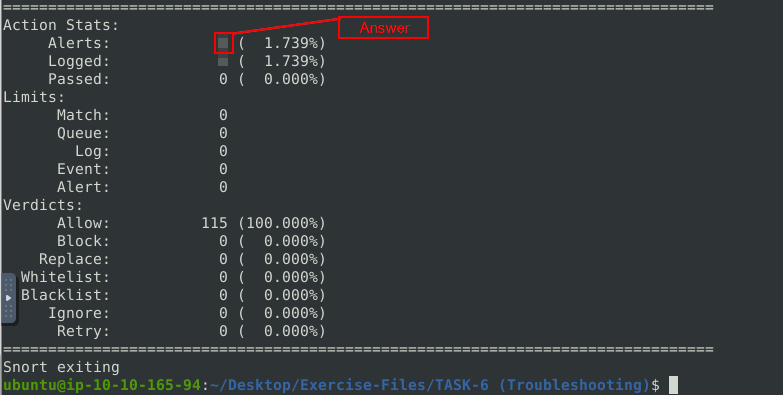 ===============================================================================
Action Stats:
Answer
Alerts: ( 1.739%)
Logged: ( 1.739%)
Passed: 0 ( 0.000%)
Limits:
Match: 0
Queue: 0
Log: 0
Event: 0
Alert: 0
Verdicts:
Allow: 115 (100.000%)
Block: 0 ( 0.000%)
Replace: 0 ( 0.000%)
Whitelist: 0 ( 0.000%)
Blacklist: 0 ( 0.000%)
Ignore: 0 ( 0.000%)
Retry: 0 ( 0.000%)
===============================================================================
Snort exiting
ubuntu@ip-10-10-165-94:~/Desktop/Exercise-Files/TASK-6 (Troubleshooting)$